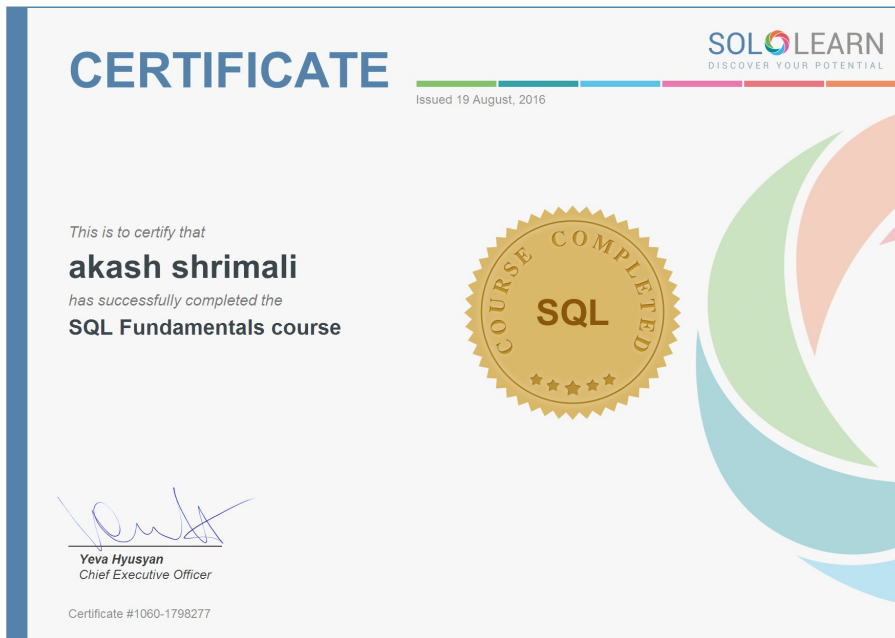 CERTIFICATE
SOLOLEARN
DISCOVER YOUR POTENTIAL
Issued 19 August, 2016
This is to certify that
akash shrimali
has successfully completed the
SQL Fundamentals course
COURSE COMPLETED
SQL
Yeva Hyusyan
Chief Executive Officer
Certificate #1060-1798277